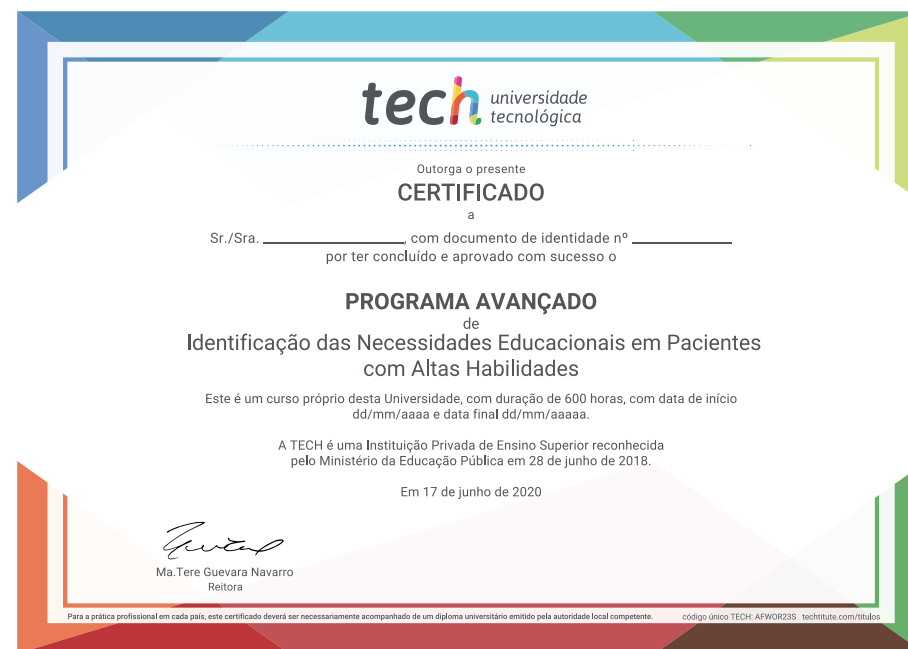 tech universidade
tecnológica
Outorga o presente
CERTIFICADO
a
Sr./Sra. ______________, com documento de identidade nº __________
por ter concluído e aprovado com sucesso o
PROGRAMA AVANÇADO
de
Identificação das Necessidades Educacionais em Pacientes
com Altas Habilidades
Este é um curso próprio desta Universidade, com duração de 600 horas, com data de início
dd/mm/aaaa e data final dd/mm/aaaaa.
A TECH é uma Instituição Privada de Ensino Superior reconhecida
pelo Ministério da Educação Pública em 28 de junho de 2018.
Em 17 de junho de 2020
Ma.Tere Guevara Navarro
Reitora
Para a prática profissional em cada país, este certificado deverá ser necessariamente acompanhado de um diploma universitário emitido pela autoridade local competente. código único TECH: AFWOR23S techtitute.com/titulos